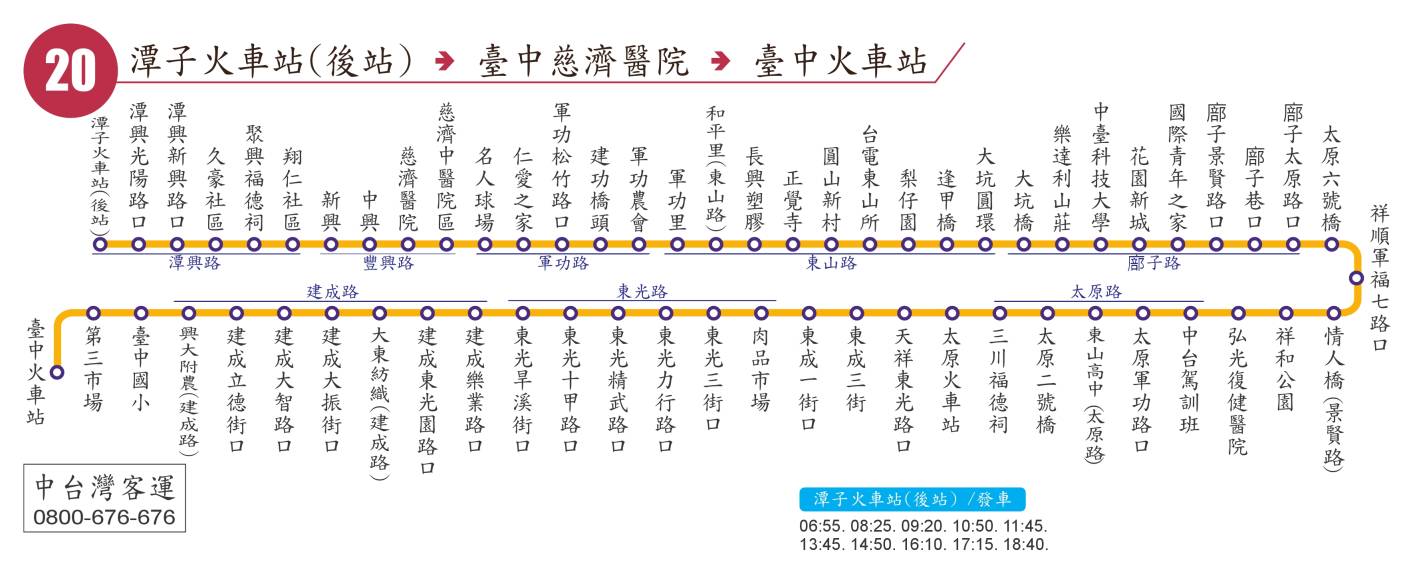 20
潭子火車站(後站) ➔ 臺中慈濟醫院 ➔ 臺中火車站
潭子火車站(後站)
潭興光陽路口
潭興新興路口
久豪社區
聚興福德祠
翔仁社區
新興
中興
慈濟醫院
慈濟中醫院區
名人球場
仁愛之家
軍功松竹路口
建功橋頭
軍功農會
軍功里
和平里(東山路)
長興塑膠
正覺寺
圓山新村
台電東山所
梨仔園
逢甲橋
大坑圓環
大坑橋
樂達利山莊
中臺科技大學
花園新城
國際青年之家
廍子景賢路口
廍子巷口
廍子太原路口
太原六號橋
祥順軍福七路口
潭興路
豐興路
軍功路
東山路
廍子路
建成路
東光路
太原路
臺中火車站
第三市場
臺中國小
興大附農(建成路)
建成立德街口
建成大智路口
建成大振街口
大東紡織(建成路)
建成東光園路口
建成樂業路口
東光旱溪街口
東光十甲路口
東光精武路口
東光力行路口
東光三街口
肉品市場
東成一街口
東成三街
天祥東光路口
太原火車站
三川福德祠
太原二號橋
東山高中(太原路)
太原軍功路口
中台駕訓班
弘光復健醫院
祥和公園
情人橋(景賢路)
中台灣客運
0800-676-676
潭子火車站(後站)/發車
06:55. 08:25. 09:20. 10:50. 11:45.
13:45. 14:50. 16:10. 17:15. 18:40.